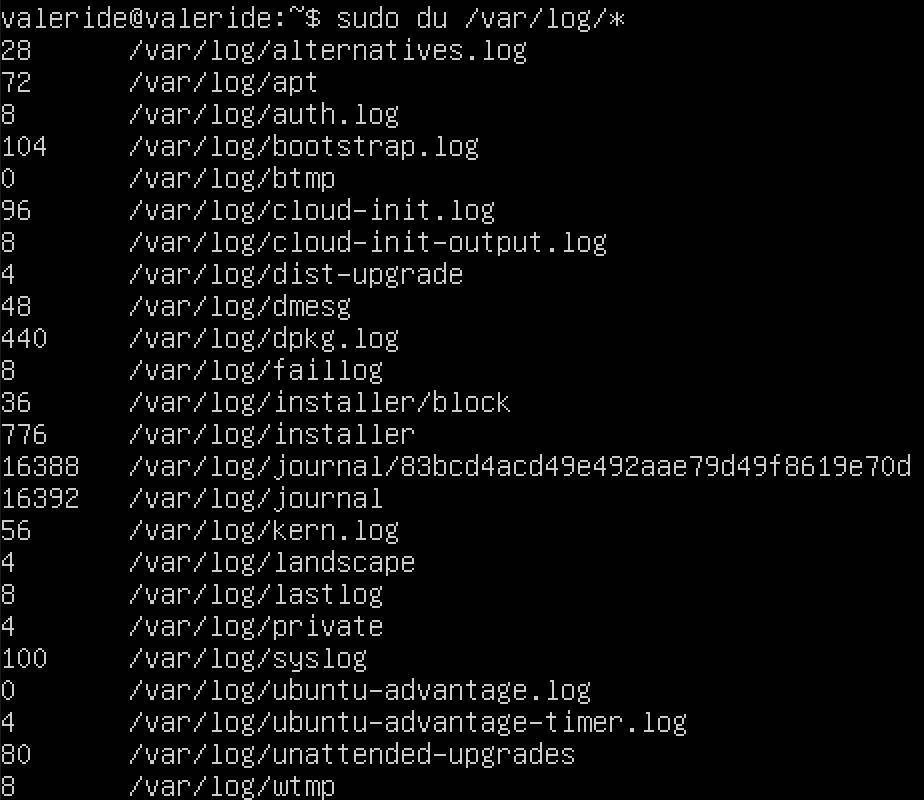 valeride@valeride:~$ sudo du /var/log/*
28 /var/log/alternatives.log
72 /var/log/apt
8 /var/log/auth.log
104 /var/log/bootstrap.log
0 /var/log/btmp
96 /var/log/cloud-init.log
8 /var/log/cloud-init-output.log
4 /var/log/dist-upgrade
48 /var/log/dmesg
440 /var/log/dpkg.log
8 /var/log/faillog
36 /var/log/installer/block
776 /var/log/installer
16388 /var/log/journal/83bcd4acd49e492aae79d49f8619e70d
16392 /var/log/journal
56 /var/log/kern.log
4 /var/log/landscape
8 /var/log/lastlog
4 /var/log/private
100 /var/log/syslog
0 /var/log/ubuntu-advantage.log
4 /var/log/ubuntu-advantage-timer.log
80 /var/log/unattended-upgrades
8 /var/log/wtmp